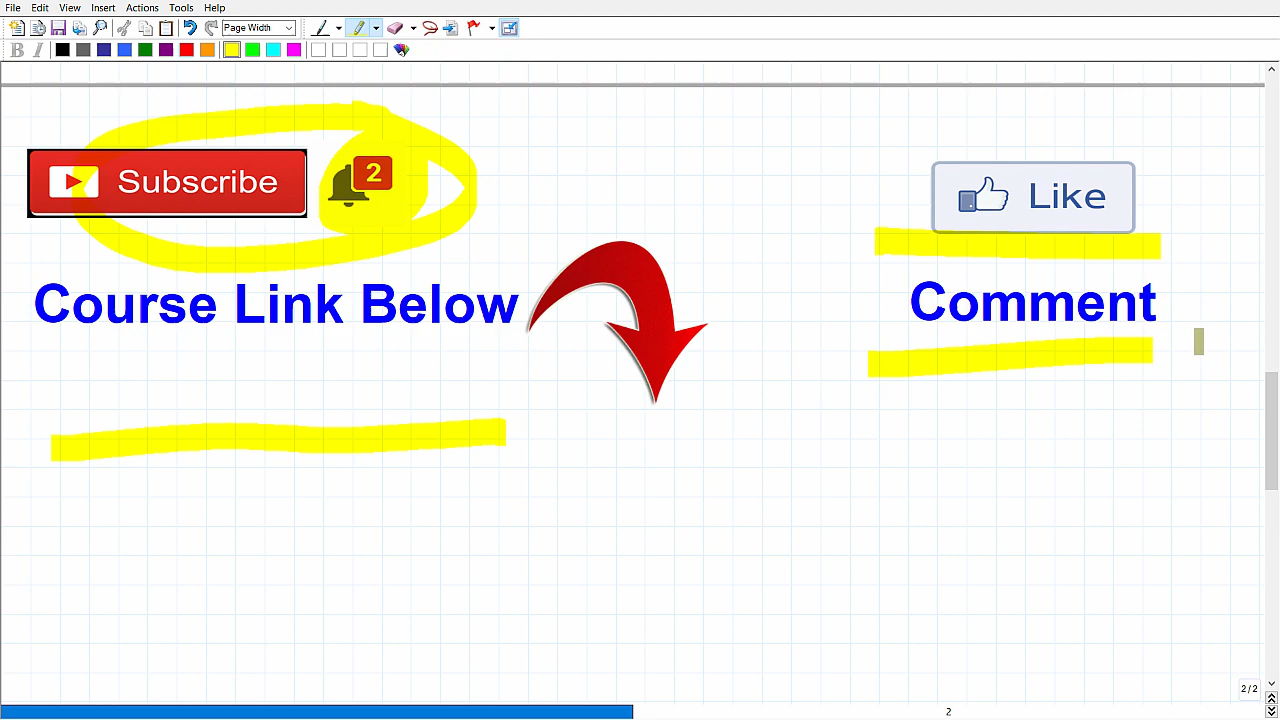 File Edit View Insert Actions Tools Help
Page Width
B I
Subscribe 2
Like
Course Link Below
Comment
2/2
2